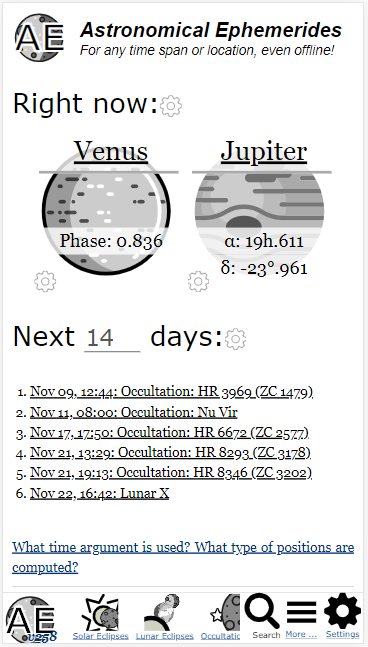 AE
Astronomical Ephemerides
For any time span or location, even offline!
Right now:
Venus
Jupiter
Phase: 0.836
α: 19h.611
δ: -23°.961
Next 14 days:
1. Nov 09, 12:44: Occultation: HR 3969 (ZC 1479)
2. Nov 11, 08:00: Occultation: Nu Vir
3. Nov 17, 17:50: Occultation: HR 6672 (ZC 2577)
4. Nov 21, 13:29: Occultation: HR 8293 (ZC 3178)
5. Nov 21, 19:13: Occultation: HR 8346 (ZC 3202)
6. Nov 22, 16:42: Lunar X
What time argument is used? What type of positions are
computed?
AE
v258
Solar Eclipses
Lunar Eclipses
Occultatio
Search
More ...
Settings